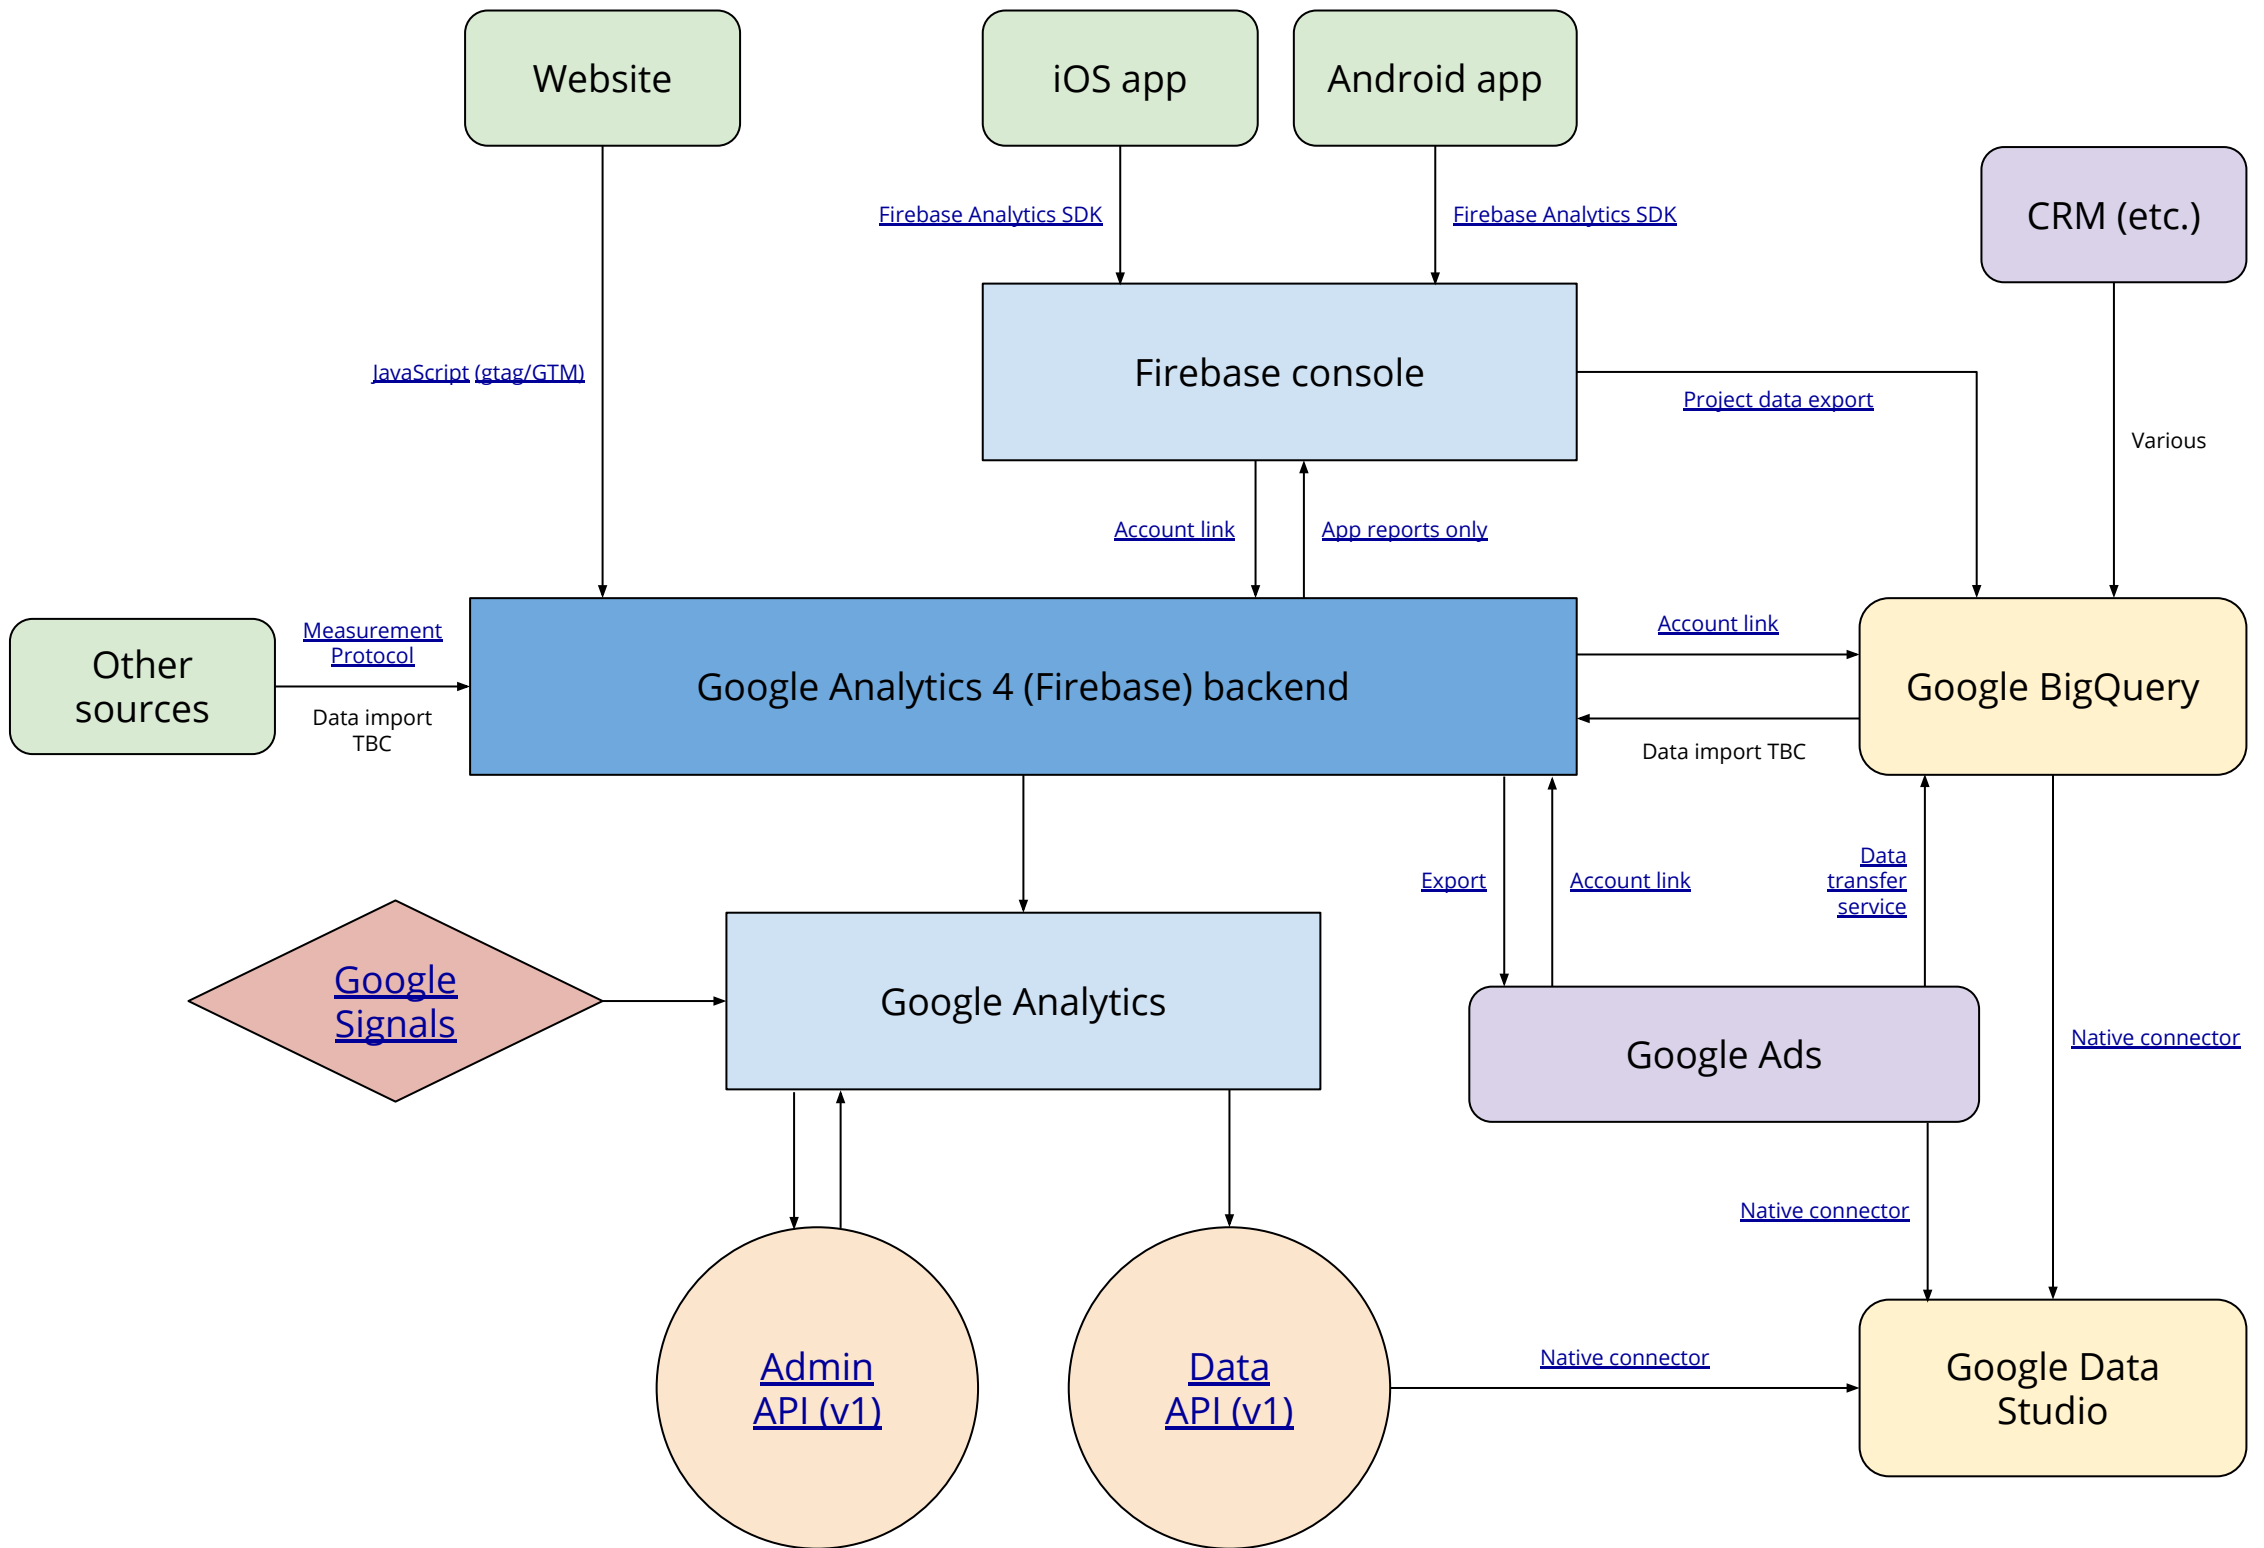 Website
iOS app
Android app
CRM (etc.)
Firebase Analytics SDK
Firebase Analytics SDK
JavaScript (gtag/GTM)
Firebase console
Project data export
Various
Account link
App reports only
Other
sources
Measurement
Protocol
Data import
TBC
Google Analytics 4 (Firebase) backend
Account link
Data import TBC
Google BigQuery
Export
Account link
Data
transfer
service
Google
Signals
Google Analytics
Google Ads
Native connector
Native connector
Admin
API (v1)
Data
API (v1)
Native connector
Google Data
Studio